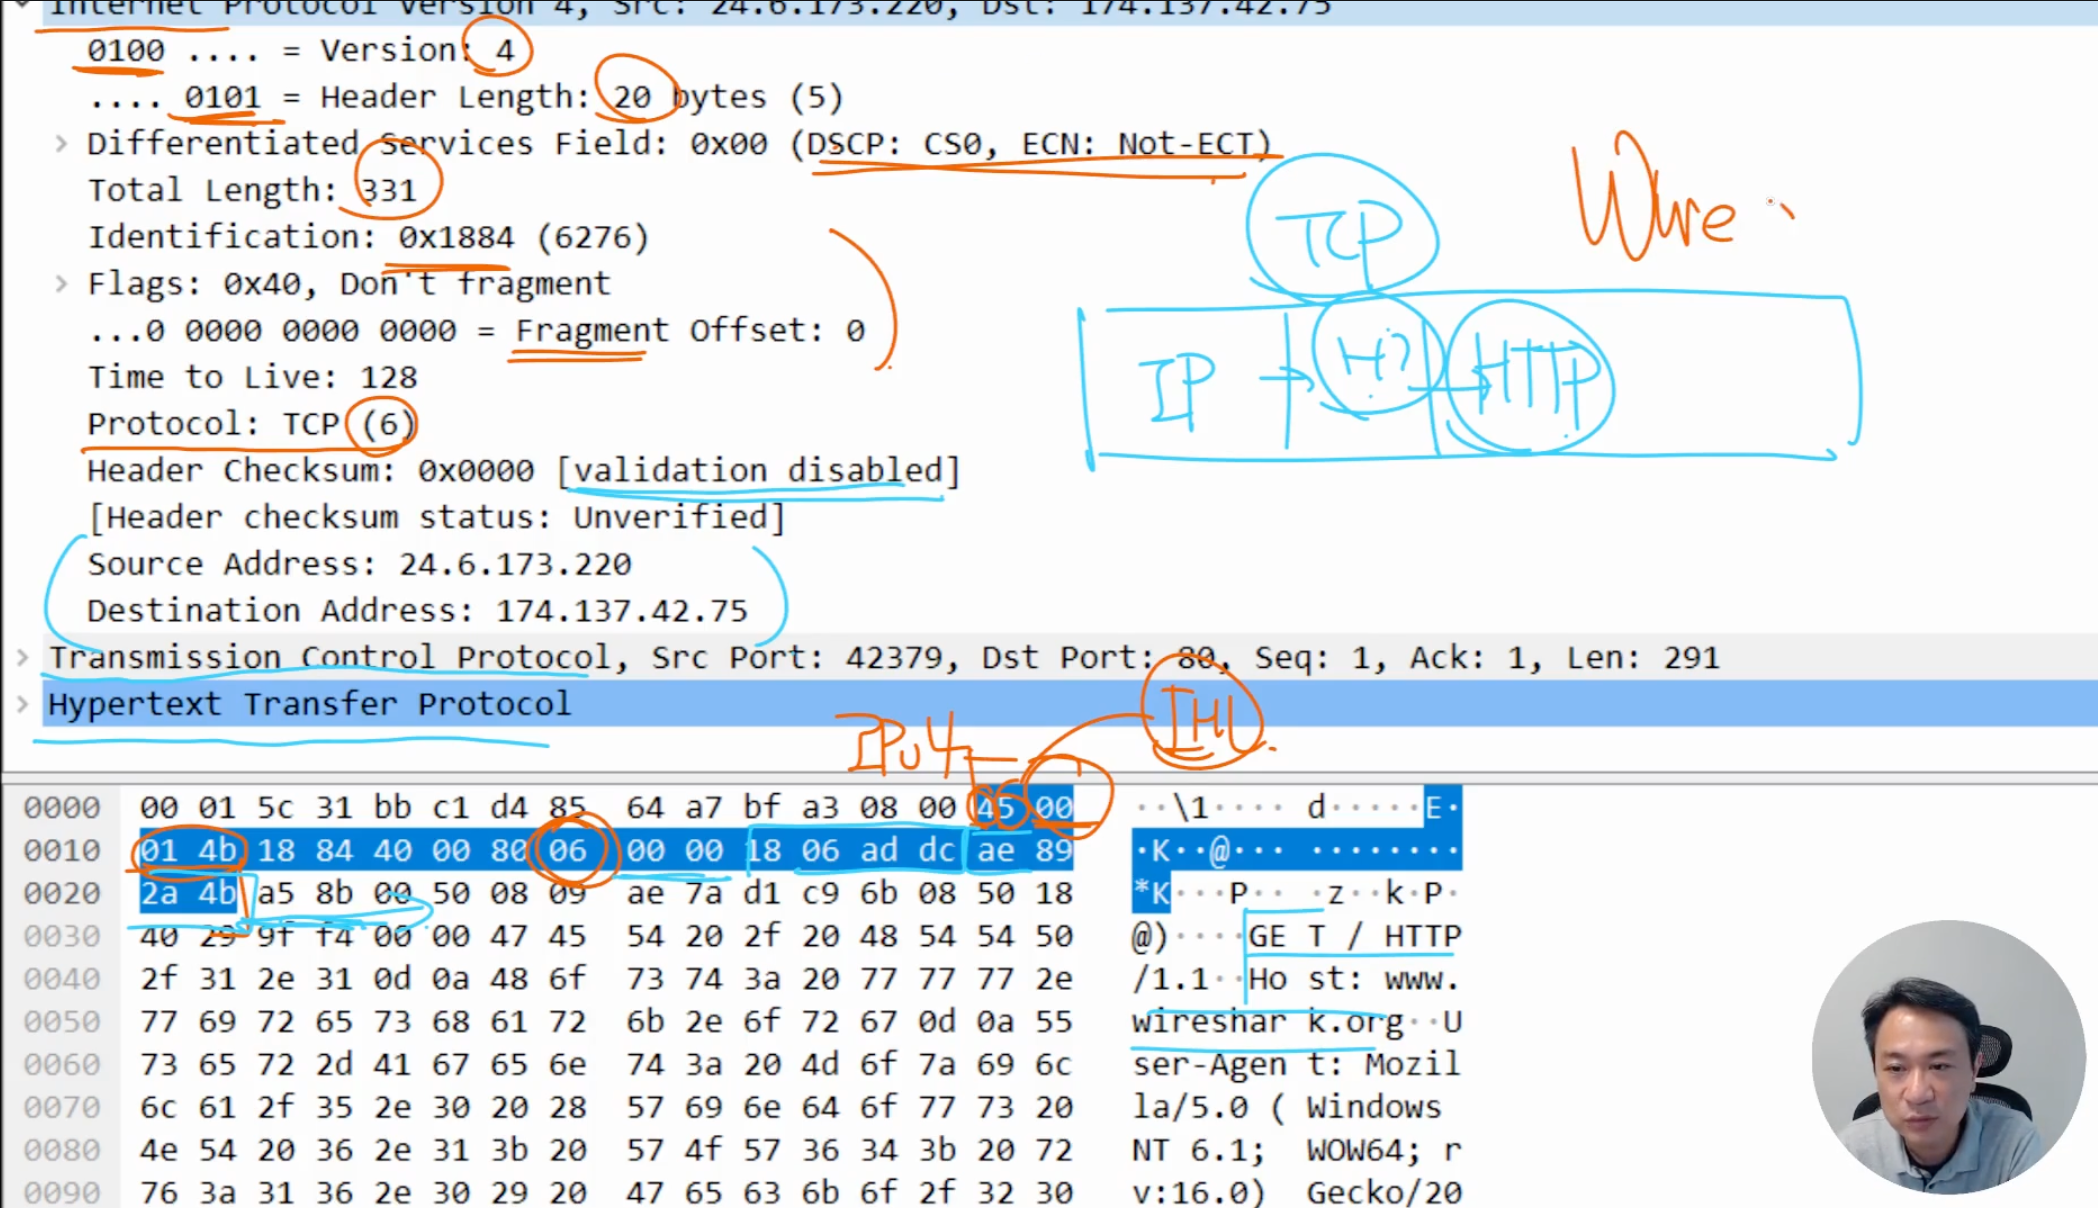 Internet Protocol Version 4, Src: 24.6.173.220, Dst: 174.137.42.75
0100 .... = Version: 4
.... 0101 = Header Length: 20 bytes (5)
Differentiated Services Field: 0x00 (DSCP: CS0, ECN: Not-ECT)
Total Length: 331
Identification: 0x1884 (6276)
Flags: 0x40, Don't fragment
...0 0000 0000 0000 = Fragment Offset: 0
Time to Live: 128
Protocol: TCP (6)
Header Checksum: 0x0000 [validation disabled]
[Header checksum status: Unverified]
Source Address: 24.6.173.220
Destination Address: 174.137.42.75
Transmission Control Protocol, Src Port: 42379, Dst Port: 80, Seq: 1, Ack: 1, Len: 291
Hypertext Transfer Protocol
TCP
Wire
IP H? HTTP
IPv4 IHL
0000 00 01 5c 31 bb c1 d4 85 64 a7 bf a3 08 00 45 00 ··\1···· d·····E·
0010 01 4b 18 84 40 00 80 06 00 00 18 06 ad dc ae 89 ·K··@··· ········
0020 2a 4b a5 8b 00 50 08 09 ae 7a d1 c9 6b 08 50 18 *K···P·· ·z··k·P·
0030 40 29 9f f4 00 00 47 45 54 20 2f 20 48 54 54 50 @)····GE T / HTTP
0040 2f 31 2e 31 0d 0a 48 6f 73 74 3a 20 77 77 77 2e /1.1··Ho st: www.
0050 77 69 72 65 73 68 61 72 6b 2e 6f 72 67 0d 0a 55 wireshar k.org··U
0060 73 65 72 2d 41 67 65 6e 74 3a 20 4d 6f 7a 69 6c ser-Agen t: Mozil
0070 6c 61 2f 35 2e 30 20 28 57 69 6e 64 6f 77 73 20 la/5.0 ( Windows
0080 4e 54 20 36 2e 31 3b 20 57 4f 57 36 34 3b 20 72 NT 6.1; WOW64; r
0090 76 3a 31 36 2e 30 29 20 47 65 63 6b 6f 2f 32 30 v:16.0) Gecko/20